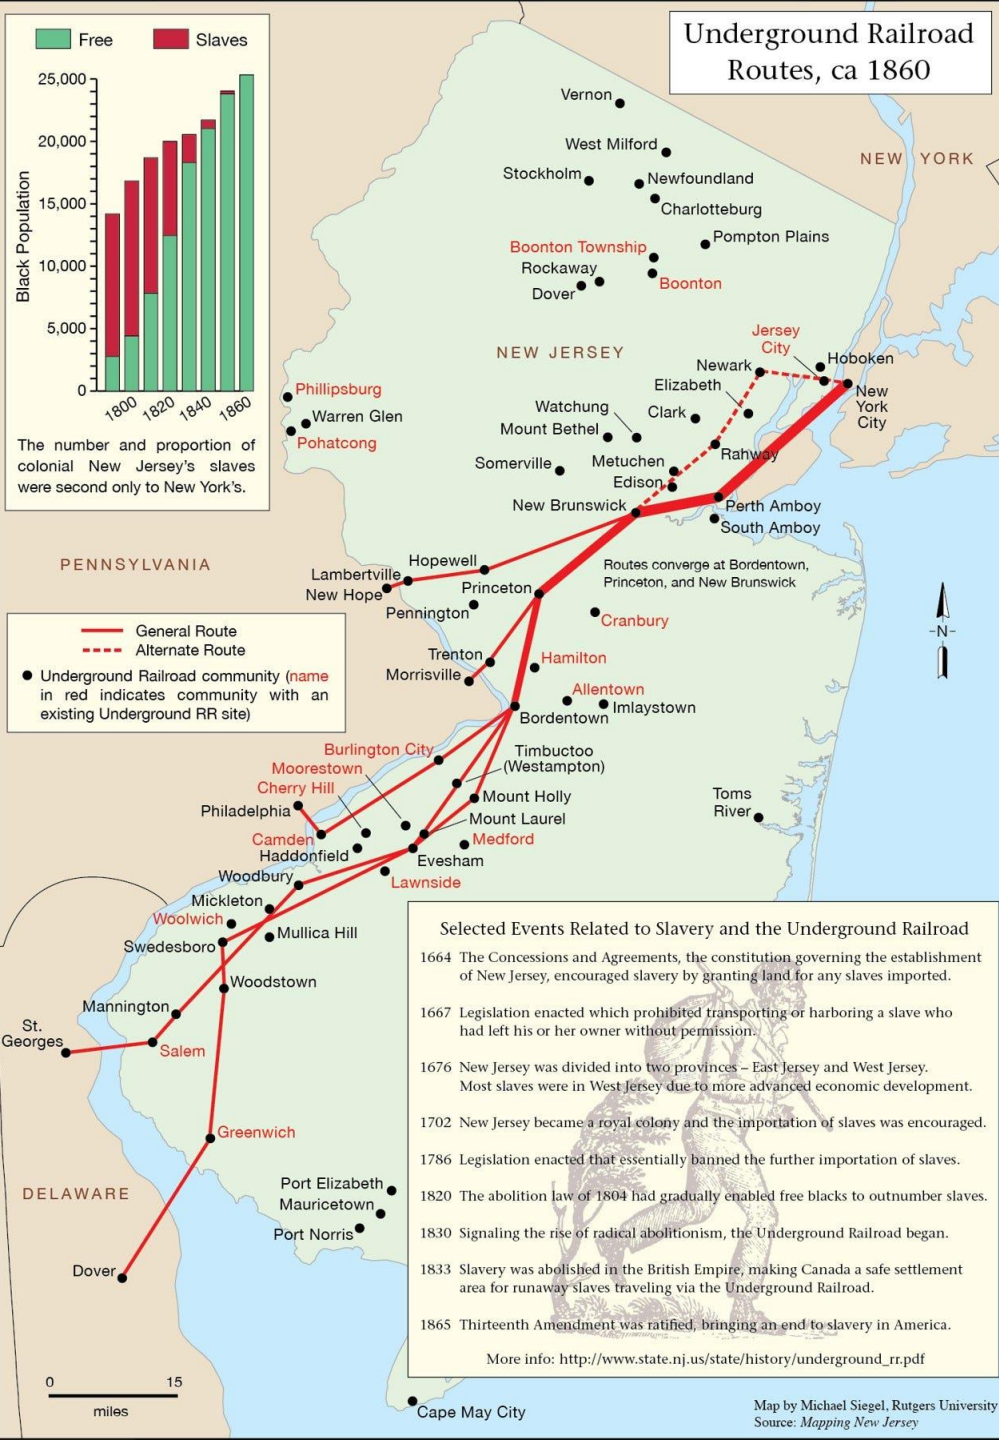 Underground Railroad
Routes, ca 1860
Free
Slaves
Black Population
25,000
20,000
15,000
10,000
5,000
0
1800
1820
1840
1860
The number and proportion of
colonial New Jersey's slaves
were second only to New York's.
NEW YORK
Vernon
West Milford
Stockholm
Newfoundland
Charlotteburg
Pompton Plains
Boonton Township
Rockaway
Boonton
Dover
Jersey
City
NEW JERSEY
Hoboken
Newark
Elizabeth
New
York
City
Phillipsburg
Warren Glen
Pohatcong
Watchung
Clark
Mount Bethel
Rahway
Somerville
Metuchen
Edison
New Brunswick
Perth Amboy
South Amboy
PENNSYLVANIA
Hopewell
Lambertville
New Hope
Princeton
Routes converge at Bordentown,
Princeton, and New Brunswick
Pennington
Cranbury
-N-
General Route
Alternate Route
Underground Railroad community (name
in red indicates community with an
existing Underground RR site)
Trenton
Hamilton
Morrisville
Allentown
Imlaystown
Bordentown
Burlington City
Timbuctoo
(Westampton)
Moorestown
Cherry Hill
Mount Holly
Toms
River
Philadelphia
Mount Laurel
Camden
Medford
Haddonfield
Evesham
Woodbury
Lawnside
Mickleton
Woolwich
Mullica Hill
Swedesboro
Woodstown
Mannington
St.
Georges
Salem
Greenwich
DELAWARE
Port Elizabeth
Mauricetown
Port Norris
Dover
Cape May City
Selected Events Related to Slavery and the Underground Railroad
1664 The Concessions and Agreements, the constitution governing the establishment
of New Jersey, encouraged slavery by granting land for any slaves imported.
1667 Legislation enacted which prohibited transporting or harboring a slave who
had left his or her owner without permission.
1676 New Jersey was divided into two provinces – East Jersey and West Jersey.
Most slaves were in West Jersey due to more advanced economic development.
1702 New Jersey became a royal colony and the importation of slaves was encouraged.
1786 Legislation enacted that essentially banned the further importation of slaves.
1820 The abolition law of 1804 had gradually enabled free blacks to outnumber slaves.
1830 Signaling the rise of radical abolitionism, the Underground Railroad began.
1833 Slavery was abolished in the British Empire, making Canada a safe settlement
area for runaway slaves traveling via the Underground Railroad.
1865 Thirteenth Amendment was ratified, bringing an end to slavery in America.
More info: http://www.state.nj.us/state/history/underground_rr.pdf
0 15
miles
Map by Michael Siegel, Rutgers University
Source: Mapping New Jersey